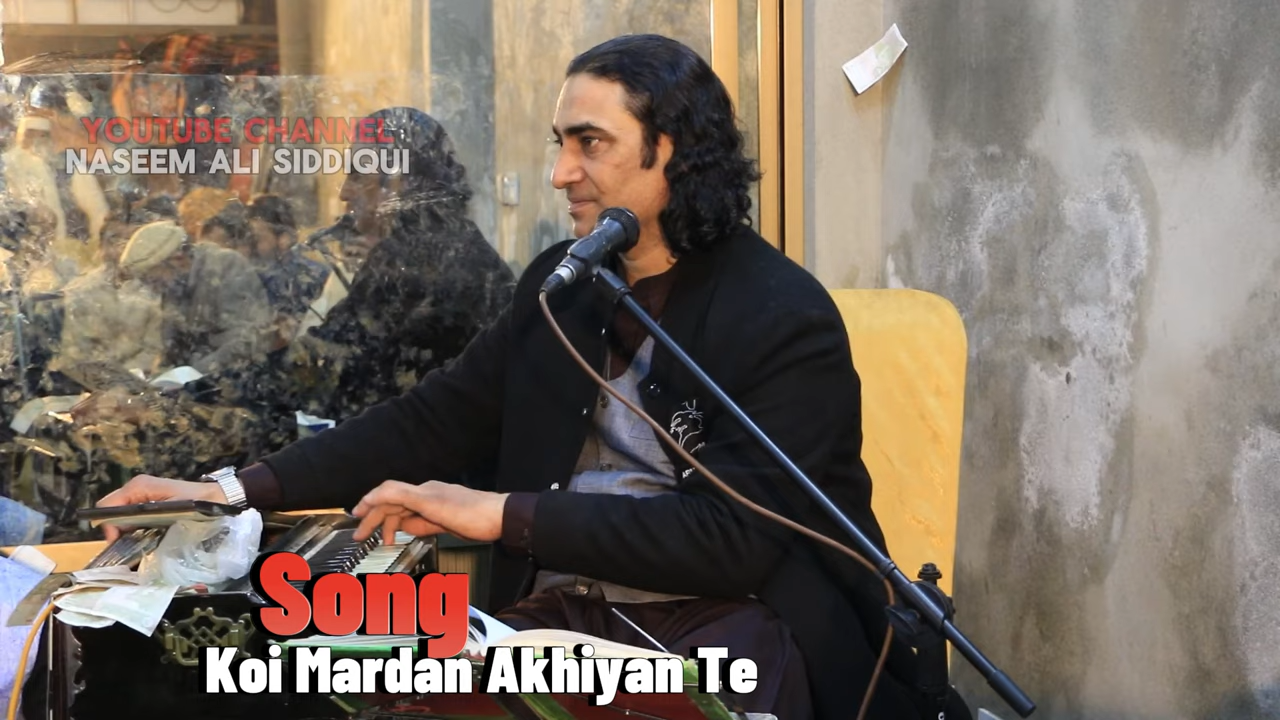 YOUTUBE CHANNEL
NASEEM ALI SIDDIQUI
Song
Koi Mardan Akhiyan Te